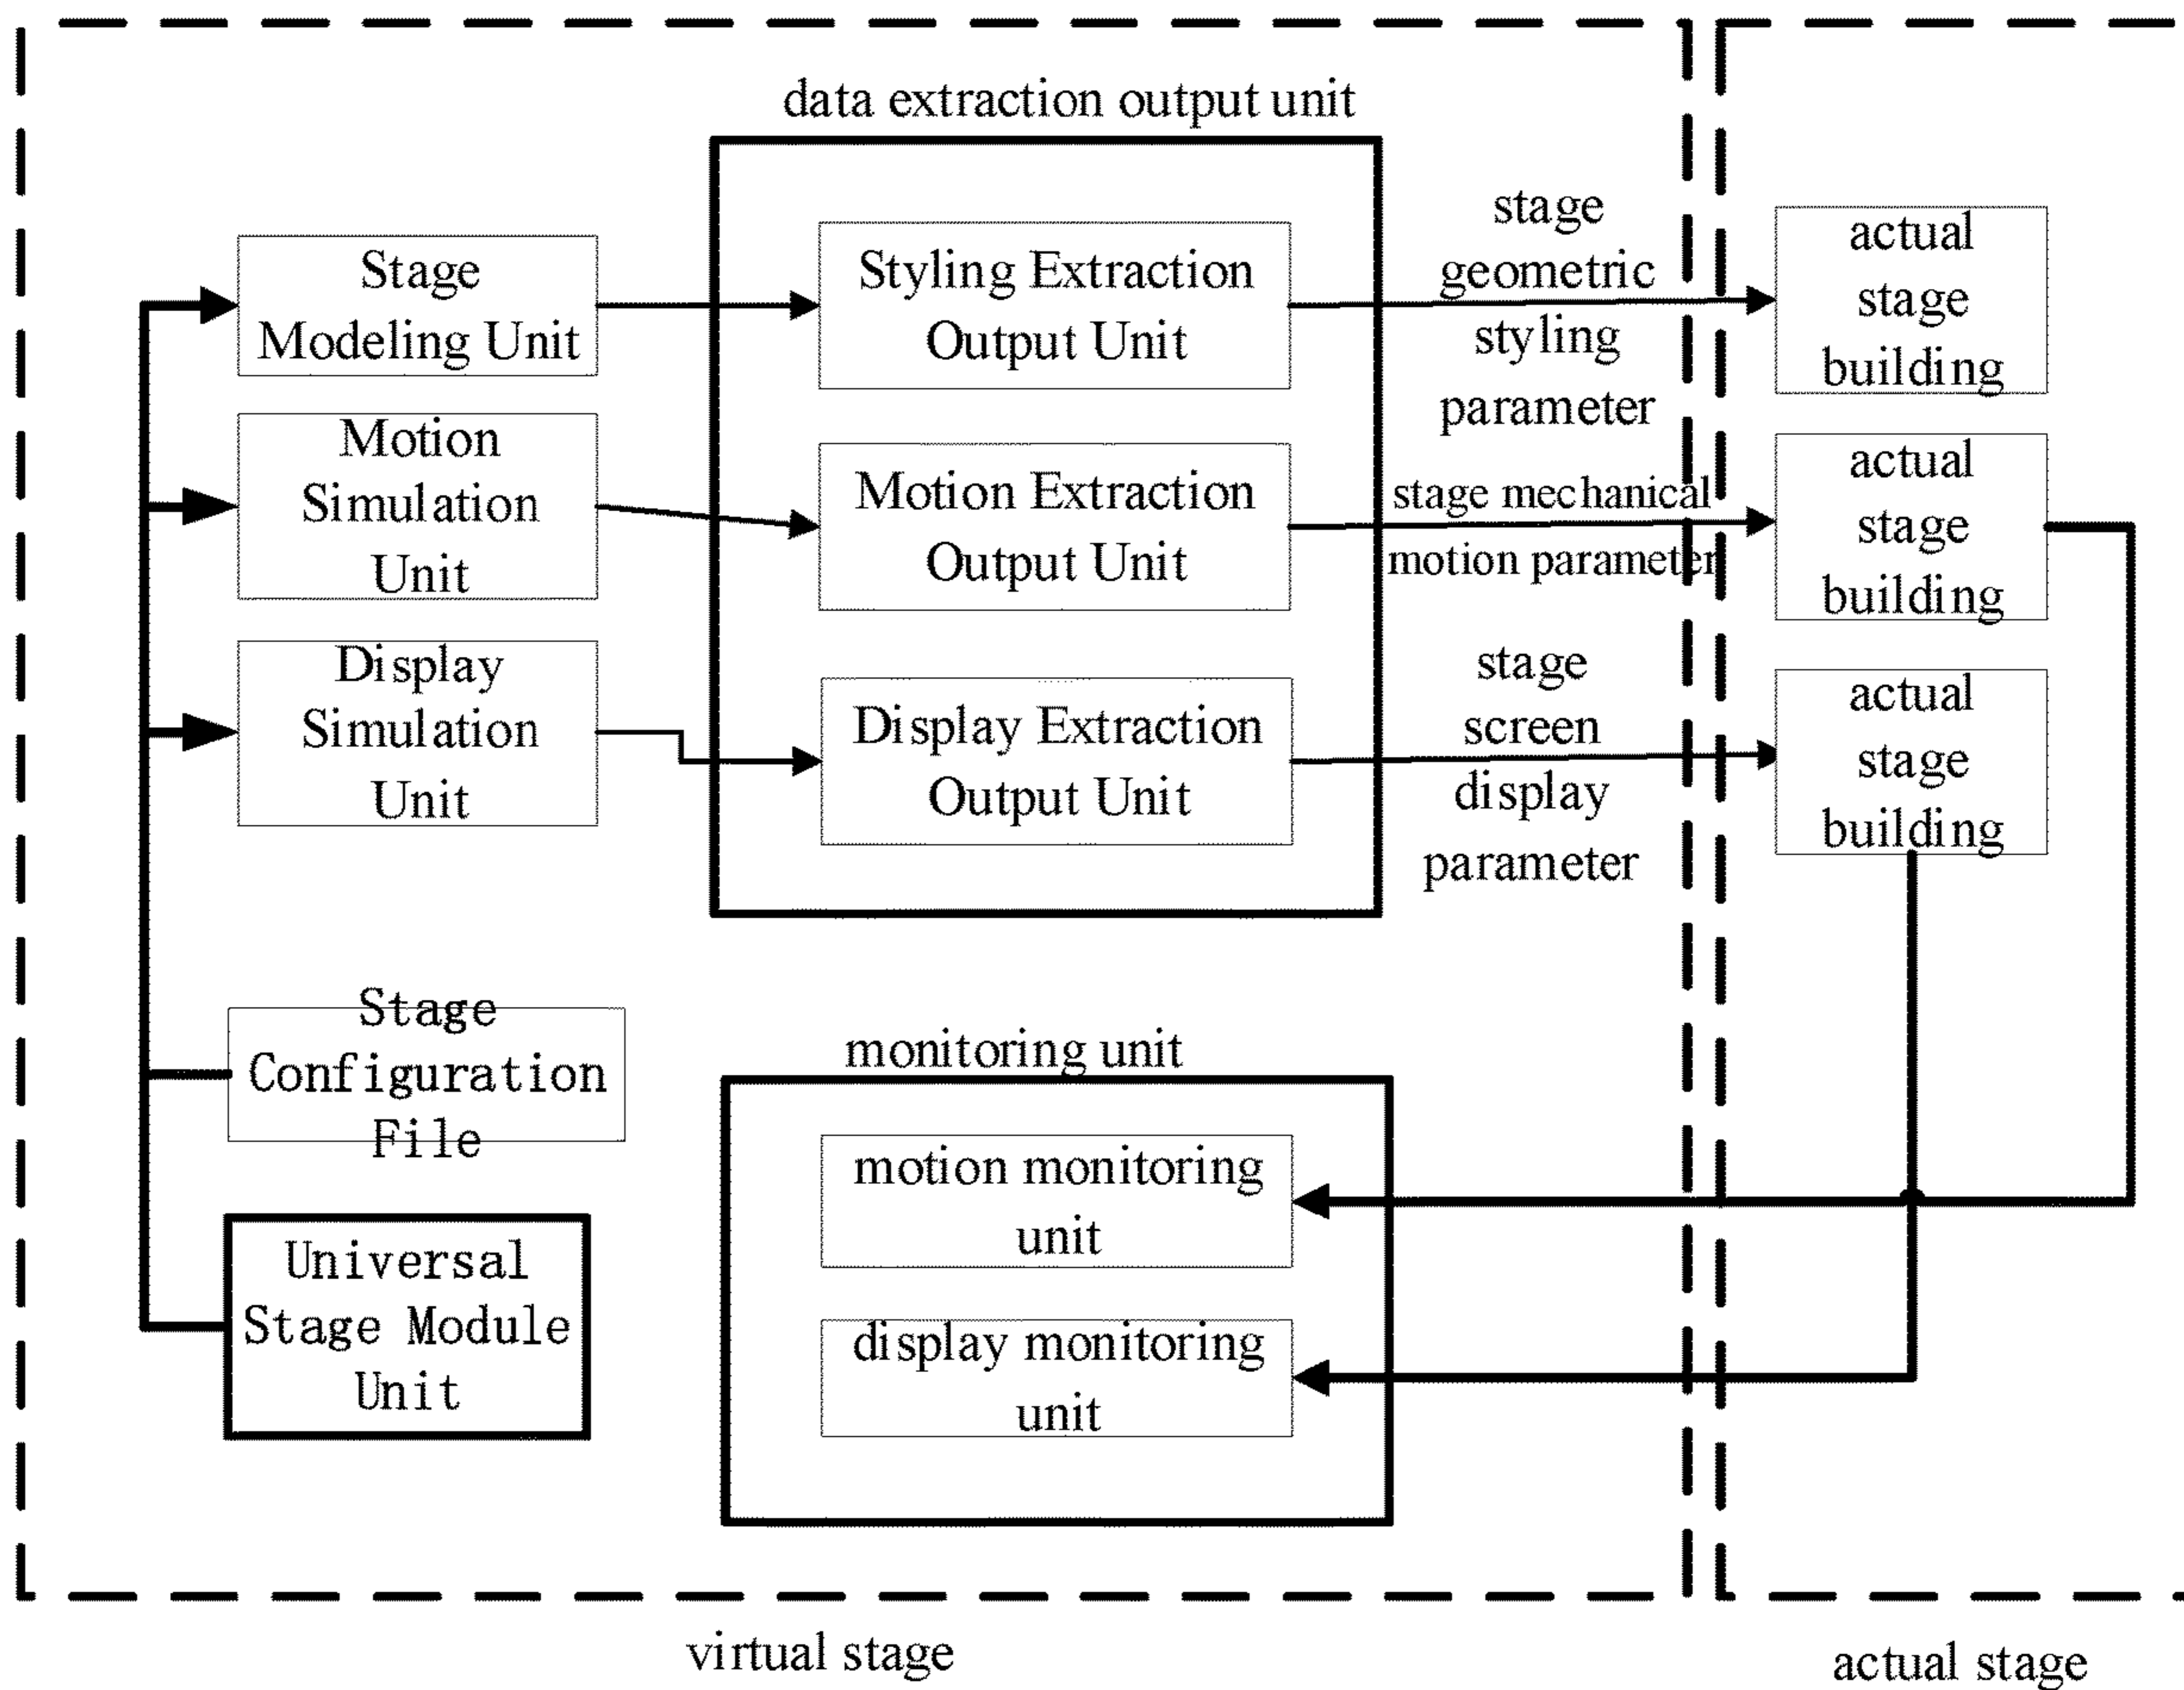 data extraction output unit
Stage
Modeling Unit
Styling Extraction
Output Unit
stage
geometric
styling
parameter
actual
stage
building
Motion
Simulation
Unit
Motion Extraction
Output Unit
stage mechanical
motion parameter
actual
stage
building
Display
Simulation
Unit
Display Extraction
Output Unit
stage
screen
display
parameter
actual
stage
building
Stage
Configuration
File
monitoring unit
motion monitoring
unit
Universal
Stage Module
Unit
display monitoring
unit
virtual stage
actual stage